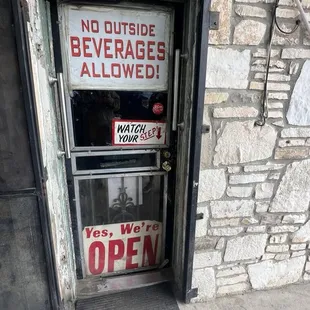 NO OUTSIDE
BEVERAGES
ALLOWED!
WATCH
YOUR STEP
Yes, We're
OPEN